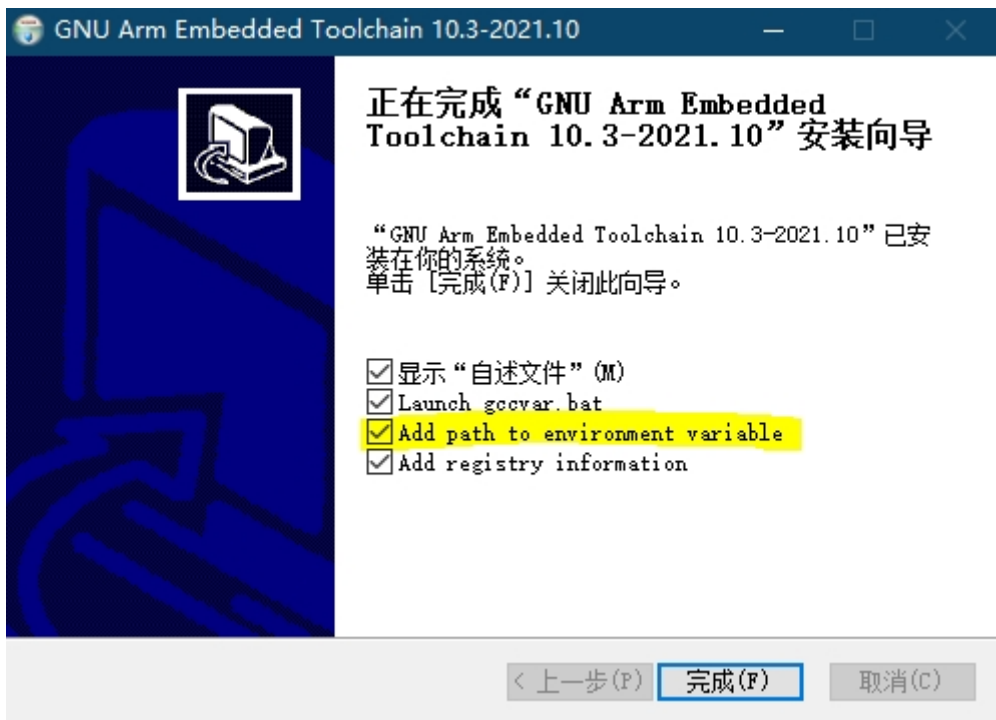 GNU Arm Embedded Toolchain 10.3-2021.10
正在完成“GNU Arm Embedded
Toolchain 10.3-2021.10”安装向导
“GNU Arm Embedded Toolchain 10.3-2021.10”已安
装在你的系统。
单击 [完成(F)] 关闭此向导。
显示“自述文件”(M)
Launch gccvar.bat
Add path to environment variable
Add registry information
< 上一步(P)
完成(F)
取消(C)